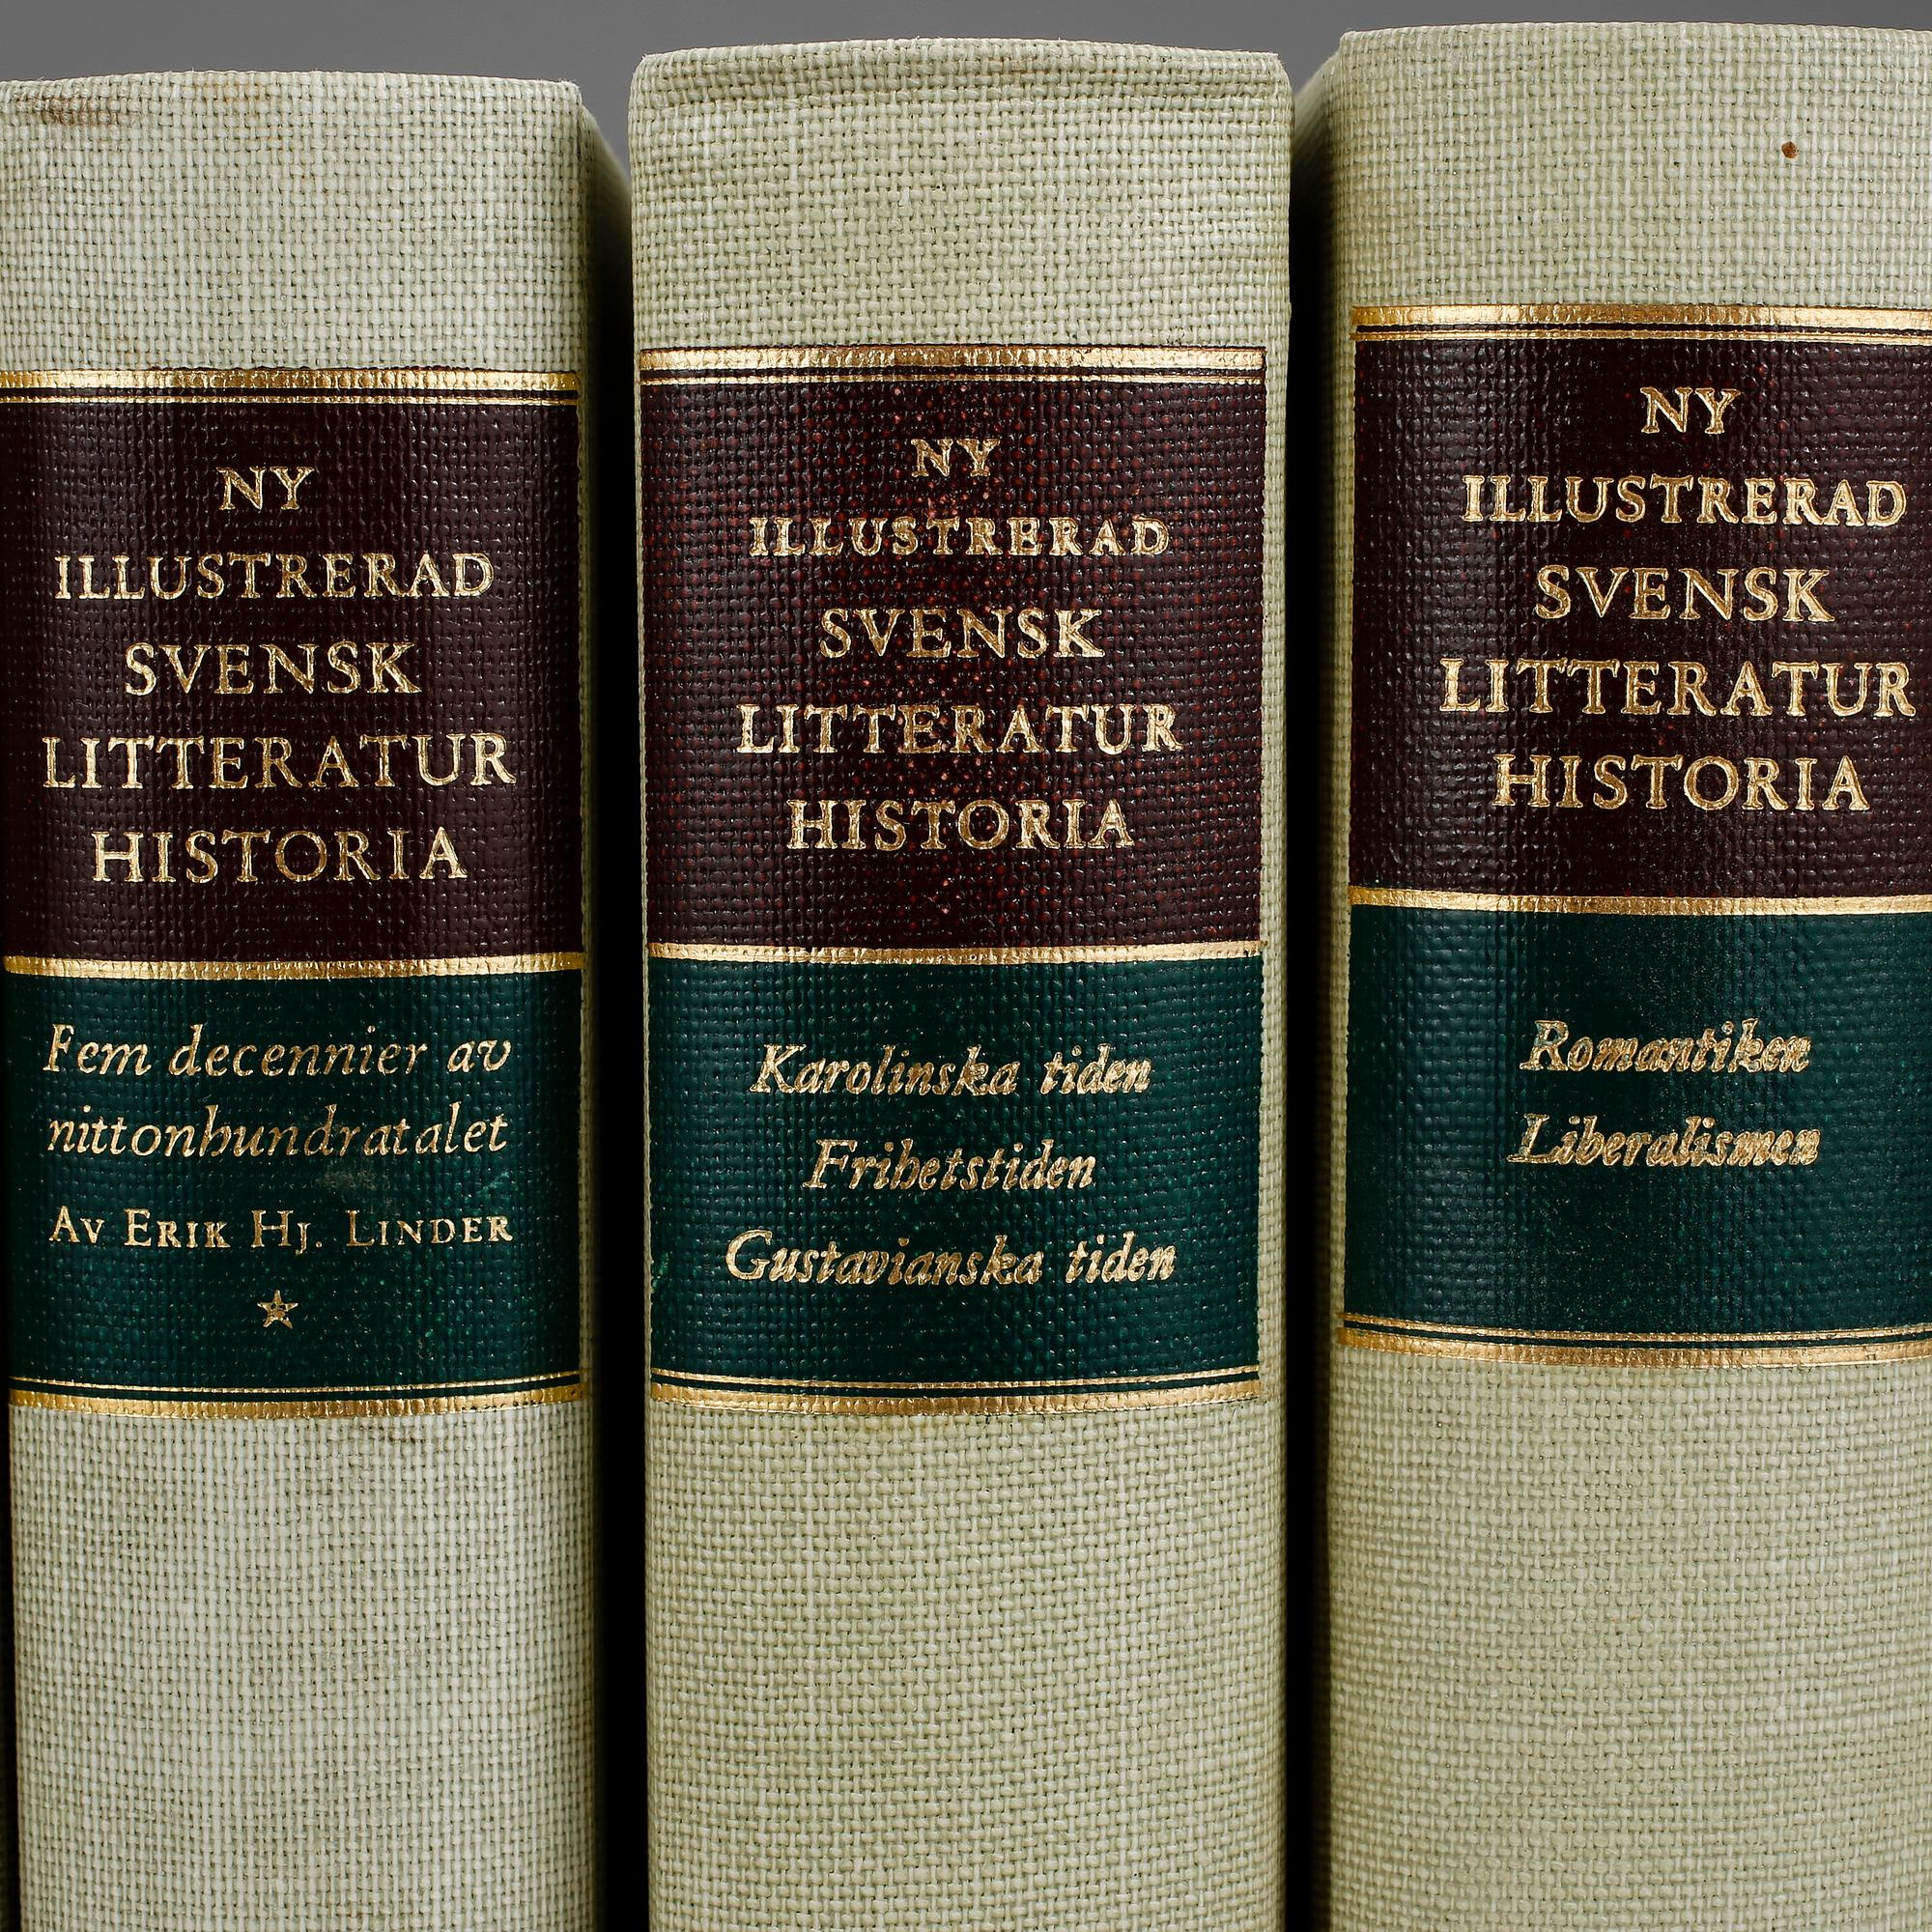 NY
ILLUSTRERAD
SVENSK
LITTERATUR
HISTORIA
Fem decennier av
nittonhundratalet
AV ERIK HJ. LINDER
NY
ILLUSTRERAD
SVENSK
LITTERATUR
HISTORIA
Karolinska tiden
Frihetstiden
Gustavianska tiden
NY
ILLUSTRERAD
SVENSK
LITTERATUR
HISTORIA
Romantiken
Liberalismen